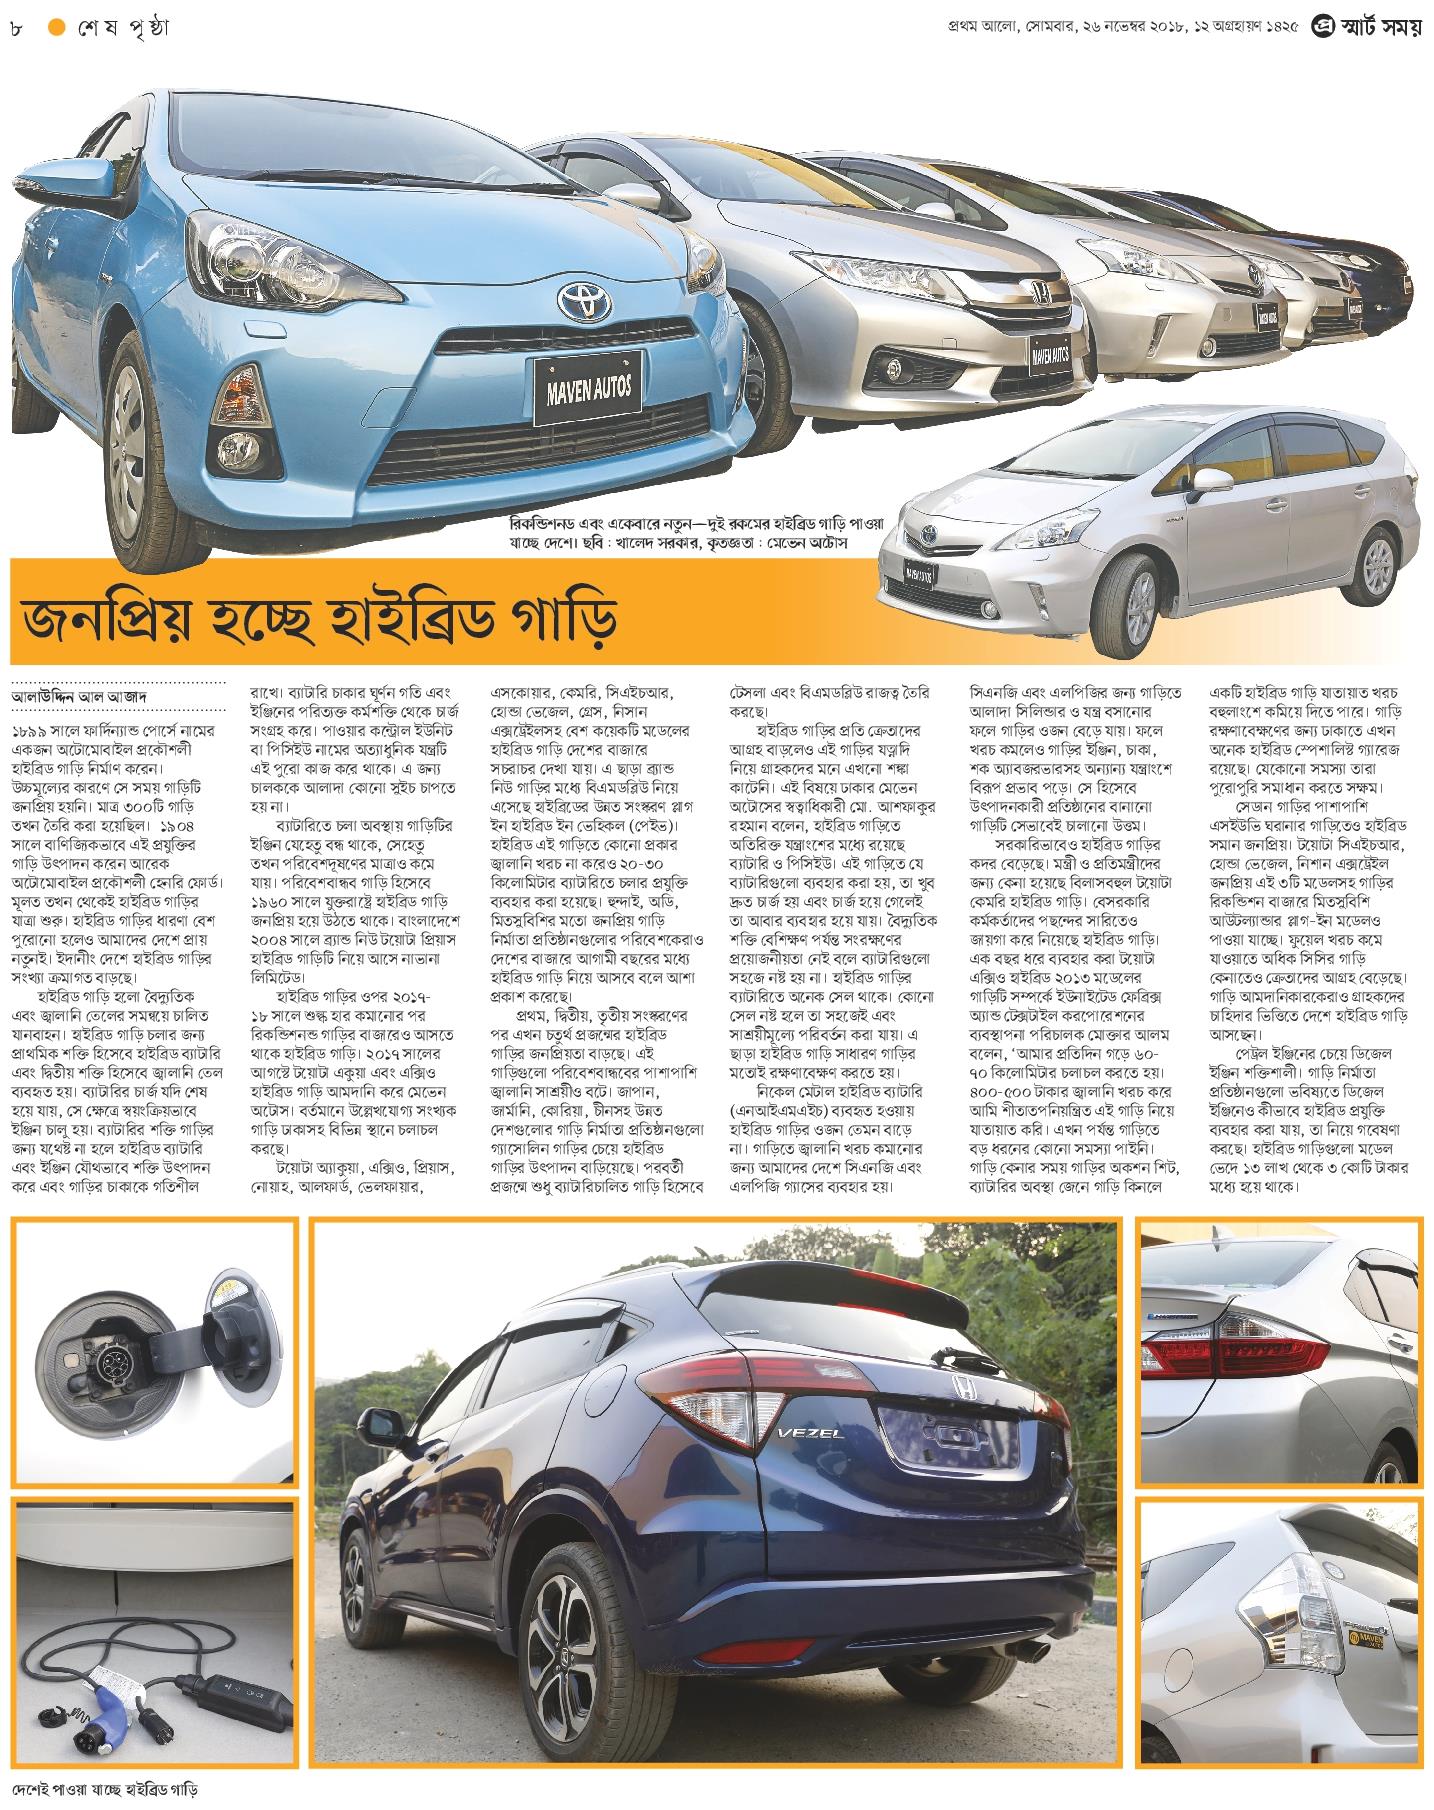 ৮ ● শেষ পৃষ্ঠা
প্রথম আলো, সোমবার, ২৬ নভেম্বর ২০১৮, ১২ অগ্রহায়ণ ১৪২৫ প্র স্মার্ট সময়
MAVEN AUTOS
MAVEN AUTOS
MAVEN AUTOS
MAVEN AUTOS
রিকন্ডিশনড এবং একেবারে নতুন—দুই রকমের হাইব্রিড গাড়ি পাওয়া
যাচ্ছে দেশে। ছবি : খালেদ সরকার, কৃতজ্ঞতা : মেভেন অটোস
জনপ্রিয় হচ্ছে হাইব্রিড গাড়ি
আলাউদ্দিন আল আজাদ
১৮৯৯ সালে ফার্দিন্যান্ড পোর্সে নামের
একজন অটোমোবাইল প্রকৌশলী
হাইব্রিড গাড়ি নির্মাণ করেন।
উচ্চমূল্যের কারণে সে সময় গাড়িটি
জনপ্রিয় হয়নি। মাত্র ৩০০টি গাড়ি
তখন তৈরি করা হয়েছিল। ১৯০৪
সালে বাণিজ্যিকভাবে এই প্রযুক্তির
গাড়ি উৎপাদন করেন আরেক
অটোমোবাইল প্রকৌশলী হেনরি ফোর্ড।
মূলত তখন থেকেই হাইব্রিড গাড়ির
যাত্রা শুরু। হাইব্রিড গাড়ির ধারণা বেশ
পুরোনো হলেও আমাদের দেশে প্রায়
নতুনই। ইদানীং দেশে হাইব্রিড গাড়ির
সংখ্যা ক্রমাগত বাড়ছে।
হাইব্রিড গাড়ি হলো বৈদ্যুতিক
এবং জ্বালানি তেলের সমন্বয়ে চালিত
যানবাহন। হাইব্রিড গাড়ি চলার জন্য
প্রাথমিক শক্তি হিসেবে হাইব্রিড ব্যাটারি
এবং দ্বিতীয় শক্তি হিসেবে জ্বালানি তেল
ব্যবহৃত হয়। ব্যাটারির চার্জ যদি শেষ
হয়ে যায়, সে ক্ষেত্রে স্বয়ংক্রিয়ভাবে
ইঞ্জিন চালু হয়। ব্যাটারির শক্তি গাড়ির
জন্য যথেষ্ট না হলে হাইব্রিড ব্যাটারি
এবং ইঞ্জিন যৌথভাবে শক্তি উৎপাদন
করে এবং গাড়ির চাকাকে গতিশীল
রাখে। ব্যাটারি চাকার ঘূর্ণন গতি এবং
ইঞ্জিনের পরিত্যক্ত কর্মশক্তি থেকে চার্জ
সংগ্রহ করে। পাওয়ার কন্ট্রোল ইউনিট
বা পিসিইউ নামের অত্যাধুনিক যন্ত্রটি
এই পুরো কাজ করে থাকে। এ জন্য
চালককে আলাদা কোনো সুইচ চাপতে
হয় না।
ব্যাটারিতে চলা অবস্থায় গাড়িটির
ইঞ্জিন যেহেতু বন্ধ থাকে, সেহেতু
তখন পরিবেশদূষণের মাত্রাও কমে
যায়। পরিবেশবান্ধব গাড়ি হিসেবে
১৯৬০ সালে যুক্তরাষ্ট্রে হাইব্রিড গাড়ি
জনপ্রিয় হয়ে উঠতে থাকে। বাংলাদেশে
২০০৪ সালে ব্র্যান্ড নিউ টয়োটা প্রিয়াস
হাইব্রিড গাড়িটি নিয়ে আসে নাভানা
লিমিটেড।
হাইব্রিড গাড়ির ওপর ২০১৭-
১৮ সালে শুল্ক হার কমানোর পর
রিকন্ডিশনন্ড গাড়ির বাজারেও আসতে
থাকে হাইব্রিড গাড়ি। ২০১৭ সালের
আগস্টে টয়োটা একুয়া এবং এক্সিও
হাইব্রিড গাড়ি আমদানি করে মেভেন
অটোস। বর্তমানে উল্লেখযোগ্য সংখ্যক
গাড়ি ঢাকাসহ বিভিন্ন স্থানে চলাচল
করছে।
টয়োটা অ্যাকুয়া, এক্সিও, প্রিয়াস,
নোয়াহ, আলফার্ড, ভেলফায়ার,
এসকোয়ার, কেমরি, সিএইচআর,
হোন্ডা ভেজেল, গ্রেস, নিসান
এক্সট্রেইলসহ বেশ কয়েকটি মডেলের
হাইব্রিড গাড়ি দেশের বাজারে
সচরাচর দেখা যায়। এ ছাড়া ব্র্যান্ড
নিউ গাড়ির মধ্যে বিএমডব্লিউ নিয়ে
এসেছে হাইব্রিডের উন্নত সংস্করণ প্লাগ
ইন হাইব্রিড ইন ভেহিকল (পেইভ)।
হাইব্রিড এই গাড়িতে কোনো প্রকার
জ্বালানি খরচ না করেও ২০-৩০
কিলোমিটার ব্যাটারিতে চলার প্রযুক্তি
ব্যবহার করা হয়েছে। হুন্দাই, অডি,
মিতসুবিশির মতো জনপ্রিয় গাড়ি
নির্মাতা প্রতিষ্ঠানগুলোর পরিবেশকেরাও
দেশের বাজারে আগামী বছরের মধ্যে
হাইব্রিড গাড়ি নিয়ে আসবে বলে আশা
প্রকাশ করেছে।
প্রথম, দ্বিতীয়, তৃতীয় সংস্করণের
পর এখন চতুর্থ প্রজন্মের হাইব্রিড
গাড়ির জনপ্রিয়তা বাড়ছে। এই
গাড়িগুলো পরিবেশবান্ধবের পাশাপাশি
জ্বালানি সাশ্রয়ীও বটে। জাপান,
জার্মানি, কোরিয়া, চীনসহ উন্নত
দেশগুলোর গাড়ি নির্মাতা প্রতিষ্ঠানগুলো
গ্যাসোলিন গাড়ির চেয়ে হাইব্রিড
গাড়ির উৎপাদন বাড়িয়েছে। পরবর্তী
প্রজন্মে শুধু ব্যাটারিচালিত গাড়ি হিসেবে
টেসলা এবং বিএমডব্লিউ রাজত্ব তৈরি
করছে।
হাইব্রিড গাড়ির প্রতি ক্রেতাদের
আগ্রহ বাড়লেও এই গাড়ির যত্নাদি
নিয়ে গ্রাহকদের মনে এখনো শঙ্কা
কাটেনি। এই বিষয়ে ঢাকার মেভেন
অটোসের স্বত্বাধিকারী মো. আশফাকুর
রহমান বলেন, হাইব্রিড গাড়িতে
অতিরিক্ত যন্ত্রাংশের মধ্যে রয়েছে
ব্যাটারি ও পিসিইউ। এই গাড়িতে যে
ব্যাটারিগুলো ব্যবহার করা হয়, তা খুব
দ্রুত চার্জ হয় এবং চার্জ হয়ে গেলেই
তা আবার ব্যবহার হয়ে যায়। বৈদ্যুতিক
শক্তি বেশিক্ষণ পর্যন্ত সংরক্ষণের
প্রয়োজনীয়তা নেই বলে ব্যাটারিগুলো
সহজে নষ্ট হয় না। হাইব্রিড গাড়ির
ব্যাটারিতে অনেক সেল থাকে। কোনো
সেল নষ্ট হলে তা সহজেই এবং
সাশ্রয়ীমূল্যে পরিবর্তন করা যায়। এ
ছাড়া হাইব্রিড গাড়ি সাধারণ গাড়ির
মতোই রক্ষণাবেক্ষণ করতে হয়।
নিকেল মেটাল হাইব্রিড ব্যাটারি
(এনআইএমএইচ) ব্যবহৃত হওয়ায়
হাইব্রিড গাড়ির ওজন তেমন বাড়ে
না। গাড়িতে জ্বালানি খরচ কমানোর
জন্য আমাদের দেশে সিএনজি এবং
এলপিজি গ্যাসের ব্যবহার হয়।
সিএনজি এবং এলপিজির জন্য গাড়িতে
আলাদা সিলিন্ডার ও যন্ত্র বসানোর
ফলে গাড়ির ওজন বেড়ে যায়। ফলে
খরচ কমলেও গাড়ির ইঞ্জিন, চাকা,
শক অ্যাবজরভারসহ অন্যান্য যন্ত্রাংশে
বিরূপ প্রভাব পড়ে। সে হিসেবে
উৎপাদনকারী প্রতিষ্ঠানের বানানো
গাড়িটি সেভাবেই চালানো উত্তম।
সরকারিভাবেও হাইব্রিড গাড়ির
কদর বেড়েছে। মন্ত্রী ও প্রতিমন্ত্রীদের
জন্য কেনা হয়েছে বিলাসবহুল টয়োটা
কেমরি হাইব্রিড গাড়ি। বেসরকারি
কর্মকর্তাদের পছন্দের সারিতেও
জায়গা করে নিয়েছে হাইব্রিড গাড়ি।
এক বছর ধরে ব্যবহার করা টয়োটা
এক্সিও হাইব্রিড ২০১৩ মডেলের
গাড়িটি সম্পর্কে ইউনাইটেড ফেব্রিক্স
অ্যান্ড টেক্সটাইল করপোরেশনের
ব্যবস্থাপনা পরিচালক মোক্তার আলম
বলেন, ‘আমার প্রতিদিন গড়ে ৬০-
৭০ কিলোমিটার চলাচল করতে হয়।
৪০০-৫০০ টাকার জ্বালানি খরচ করে
আমি শীতাতপনিয়ন্ত্রিত এই গাড়ি নিয়ে
যাতায়াত করি। এখন পর্যন্ত গাড়িতে
বড় ধরনের কোনো সমস্যা পাইনি।
গাড়ি কেনার সময় গাড়ির অকশন শিট,
ব্যাটারির অবস্থা জেনে গাড়ি কিনলে
একটি হাইব্রিড গাড়ি যাতায়াত খরচ
বহুলাংশে কমিয়ে দিতে পারে। গাড়ি
রক্ষণাবেক্ষণের জন্য ঢাকাতে এখন
অনেক হাইব্রিড স্পেশালিস্ট গ্যারেজ
রয়েছে। যেকোনো সমস্যা তারা
পুরোপুরি সমাধান করতে সক্ষম।
সেডান গাড়ির পাশাপাশি
এসইউভি ঘরানার গাড়িতেও হাইব্রিড
সমান জনপ্রিয়। টয়োটা সিএইচআর,
হোন্ডা ভেজেল, নিশান এক্সট্রেইল
জনপ্রিয় এই ৩টি মডেলসহ গাড়ির
রিকন্ডিশন বাজারে মিতসুবিশি
আউটল্যান্ডার প্লাগ-ইন মডেলও
পাওয়া যাচ্ছে। ফুয়েল খরচ কমে
যাওয়াতে অধিক সিসির গাড়ি
কেনাতেও ক্রেতাদের আগ্রহ বেড়েছে।
গাড়ি আমদানিকারকেরাও গ্রাহকদের
চাহিদার ভিত্তিতে দেশে হাইব্রিড গাড়ি
আসছেন।
পেট্রল ইঞ্জিনের চেয়ে ডিজেল
ইঞ্জিন শক্তিশালী। গাড়ি নির্মাতা
প্রতিষ্ঠানগুলো ভবিষ্যতে ডিজেল
ইঞ্জিনেও কীভাবে হাইব্রিড প্রযুক্তি
ব্যবহার করা যায়, তা নিয়ে গবেষণা
করছে। হাইব্রিড গাড়িগুলো মডেল
ভেদে ১৩ লাখ থেকে ৩ কোটি টাকার
মধ্যে হয়ে থাকে।
VEZEL
MAVEN
দেশেই পাওয়া যাচ্ছে হাইব্রিড গাড়ি